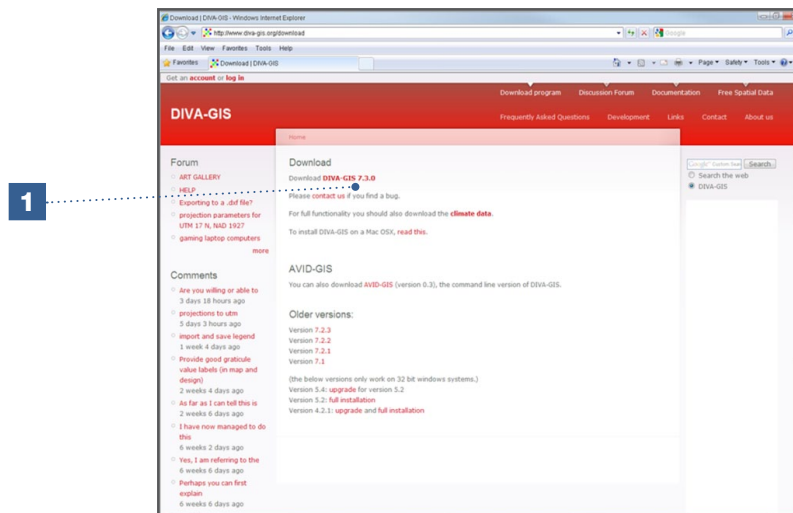 Download | DIVA-GIS - Windows Internet Explorer
http://www.diva-gis.org/download
Google
File Edit View Favorites Tools Help
Favorites Download | DIVA-GIS
Page Safety Tools
Get an account or log in
Download program Discussion Forum Documentation Free Spatial Data
DIVA-GIS
Frequently Asked Questions Development Links Contact About us
Home
Forum
ART GALLERY
HELP
Exporting to a .dxf file?
projection parameters for
UTM 17 N, NAD 1927
gaming laptop computers
more
Comments
Are you willing or able to
3 days 18 hours ago
projections to utm
5 days 3 hours ago
import and save legend
1 week 4 days ago
Provide good graticule
value labels (in map and
design)
2 weeks 4 days ago
As far as I can tell this is
2 weeks 6 days ago
I have now managed to do
this
6 weeks 2 days ago
Yes, I am referring to the
6 weeks 6 days ago
Perhaps you can first
explain
6 weeks 6 days ago
Download
Download DIVA-GIS 7.3.0
Please contact us if you find a bug.
For full functionality you should also download the climate data.
To install DIVA-GIS on a Mac OSX, read this.
AVID-GIS
You can also download AVID-GIS (version 0.3), the command line version of DIVA-GIS.
Older versions:
Version 7.2.3
Version 7.2.2
Version 7.2.1
Version 7.1
(the below versions only work on 32 bit windows systems.)
Version 5.4: upgrade for version 5.2
Version 5.2: full installation
Version 4.2.1: upgrade and full installation
Google Custom Search
Search the web
DIVA-GIS
1